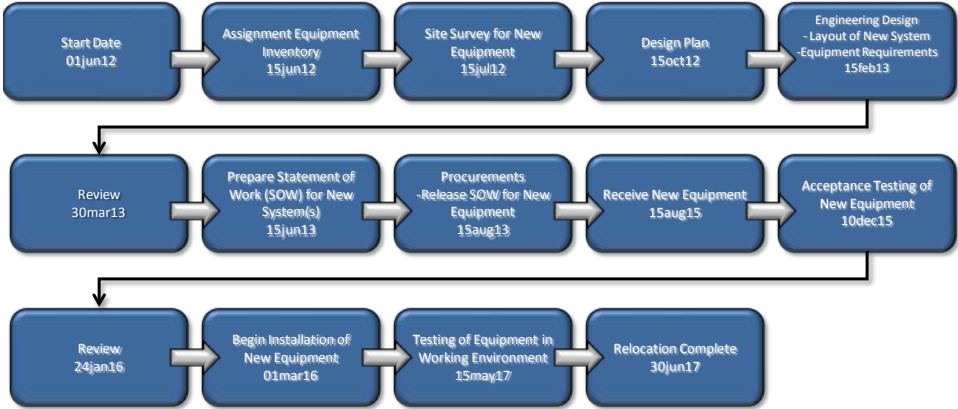 Start Date
01jun12
Assignment Equipment
Inventory
15jun12
Site Survey for New
Equipment
15jul12
Design Plan
15oct12
Engineering Design
- Layout of New System
-Equipment Requirements
15feb13
Review
30mar13
Prepare Statement of
Work (SOW) for New
System(s)
15jun13
Procurements
-Release SOW for New
Equipment
15aug13
Receive New Equipment
15aug15
Acceptance Testing of
New Equipment
10dec15
Review
24jan16
Begin Installation of
New Equipment
01mar16
Testing of Equipment in
Working Environment
15may17
Relocation Complete
30jun17